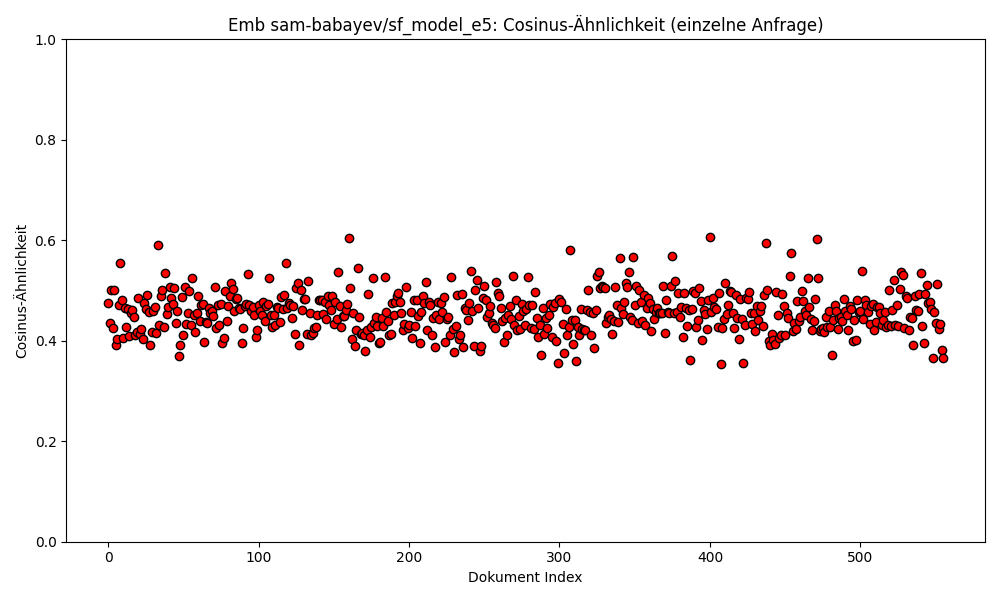 Emb sam-babayev/sf_model_e5: Cosinus-Ähnlichkeit (einzelne Anfrage)
1.0
0.8
0.6
0.4
0.2
0.0
Cosinus-Ähnlichkeit
0 100 200 300 400 500
Dokument Index